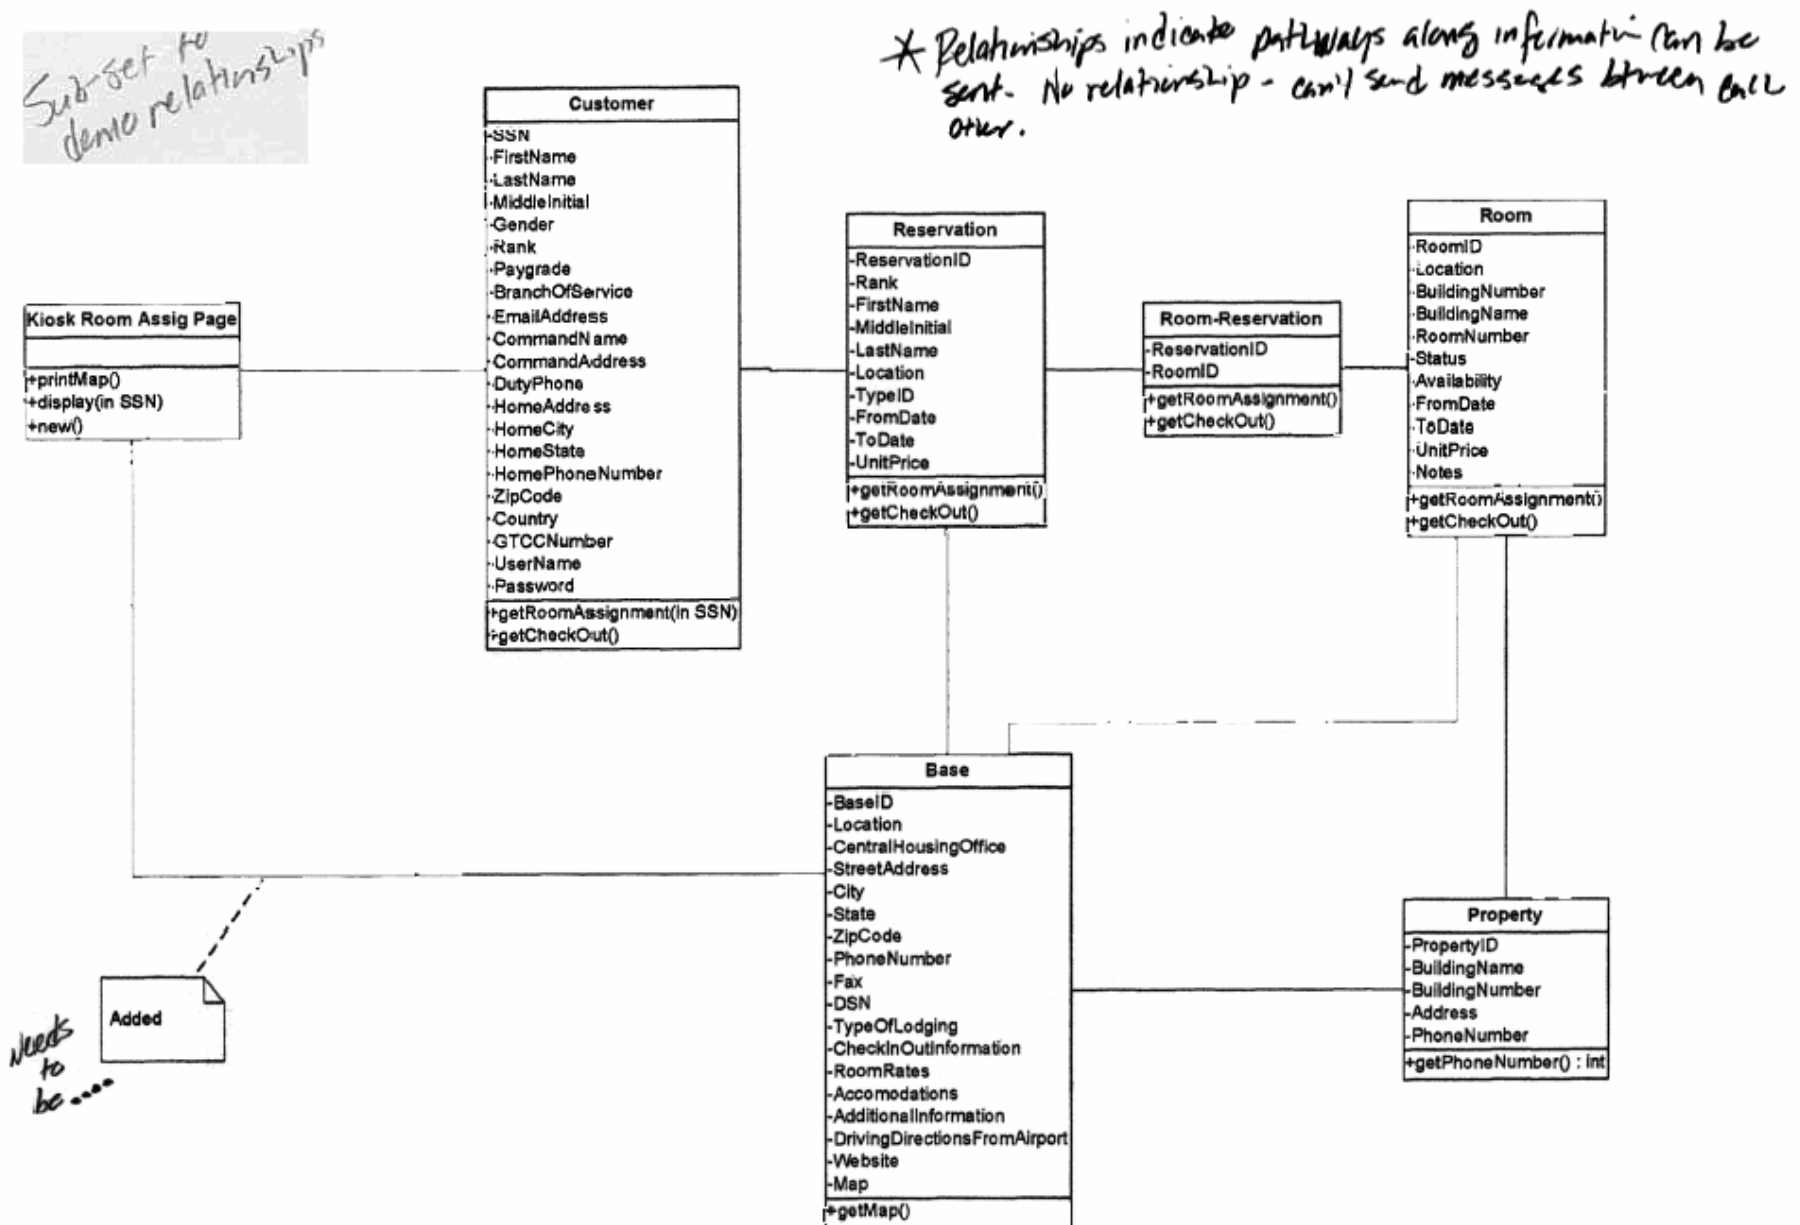 Sub-set to
demo relationships
* Relationships indicate pathways along information can be
sent. No relationship - can't send messages btween each
other.
Customer
-SSN
-FirstName
-LastName
-MiddleInitial
-Gender
-Rank
-Paygrade
-BranchOfService
-EmailAddress
-CommandName
-CommandAddress
-DutyPhone
-HomeAddress
-HomeCity
-HomeState
-HomePhoneNumber
-ZipCode
-Country
-GTCCNumber
-UserName
-Password
+getRoomAssignment(in SSN)
+getCheckOut()
Kiosk Room Assig Page
+printMap()
+display(in SSN)
+new()
Reservation
-ReservationID
-Rank
-FirstName
-MiddleInitial
-LastName
-Location
-TypeID
-FromDate
-ToDate
-UnitPrice
+getRoomAssignment()
+getCheckOut()
Room-Reservation
-ReservationID
-RoomID
+getRoomAssignment()
+getCheckOut()
Room
-RoomID
-Location
-BuildingNumber
-BuildingName
-RoomNumber
-Status
-Availability
-FromDate
-ToDate
-UnitPrice
-Notes
+getRoomAssignment()
+getCheckOut()
Base
-BaseID
-Location
-CentralHousingOffice
-StreetAddress
-City
-State
-ZipCode
-PhoneNumber
-Fax
-DSN
-TypeOfLodging
-CheckInOutInformation
-RoomRates
-Accomodations
-AdditionalInformation
-DrivingDirectionsFromAirport
-Website
-Map
+getMap()
Property
-PropertyID
-BuildingName
-BuildingNumber
-Address
-PhoneNumber
+getPhoneNumber() : int
Added
Needs
to
be....